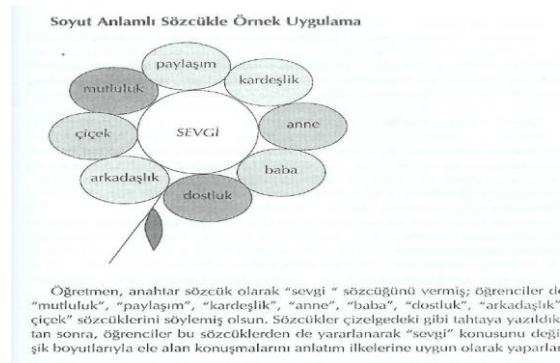 Soyut Anlamlı Sözcükle Örnek Uygulama
paylaşım
kardeşlik
mutluluk
SEVGİ
anne
çiçek
arkadaşlık
baba
dostluk
Öğretmen, anahtar sözcük olarak "sevgi " sözcüğünü vermiş; öğrenciler de
"mutluluk", "paylaşım", "kardeşlik", "anne", "baba", "dostluk", "arkadaşlık"
çiçek" sözcüklerini söylemiş olsun. Sözcükler çizelgedeki gibi tahtaya yazıldık
tan sonra, öğrenciler bu sözcüklerden de yararlanarak "sevgi" konusunu deği
şik boyutlarıyla ele alan konuşmalarını anlatım ilkelerine uygun olarak yaparlar